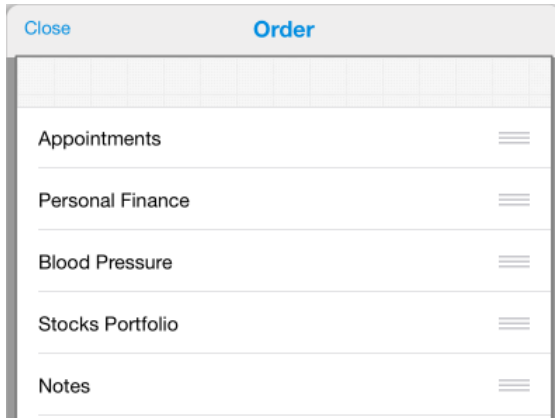 Close Order
Appointments
Personal Finance
Blood Pressure
Stocks Portfolio
Notes